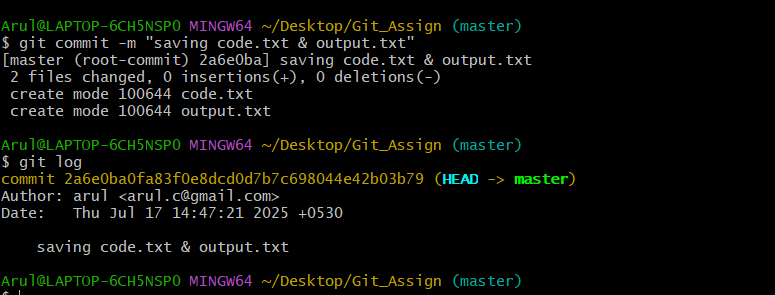 Arul@LAPTOP-6CH5NSP0 MINGW64 ~/Desktop/Git_Assign (master)
$ git commit -m "saving code.txt & output.txt"
[master (root-commit) 2a6e0ba] saving code.txt & output.txt
 2 files changed, 0 insertions(+), 0 deletions(-)
 create mode 100644 code.txt
 create mode 100644 output.txt
Arul@LAPTOP-6CH5NSP0 MINGW64 ~/Desktop/Git_Assign (master)
$ git log
commit 2a6e0ba0fa83f0e8dcd0d7b7c698044e42b03b79 (HEAD -> master)
Author: arul <arul.c@gmail.com>
Date:   Thu Jul 17 14:47:21 2025 +0530
    saving code.txt & output.txt
Arul@LAPTOP-6CH5NSP0 MINGW64 ~/Desktop/Git_Assign (master)
$